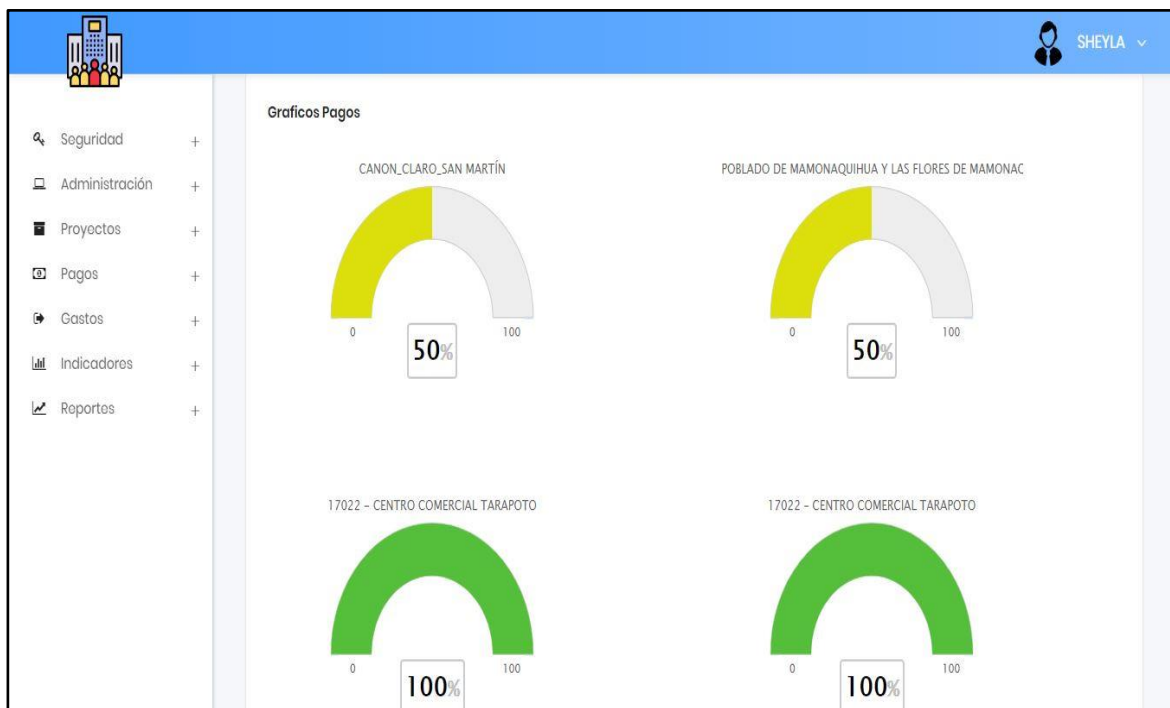 SHEYLA
Seguridad +
Administración +
Proyectos +
Pagos +
Gastos +
Indicadores +
Reportes +
Graficos Pagos
CANON_CLARO_SAN MARTÍN
0 100
50%
POBLADO DE MAMONAQUIHUA Y LAS FLORES DE MAMONAC
0 100
50%
17022 - CENTRO COMERCIAL TARAPOTO
0 100
100%
17022 - CENTRO COMERCIAL TARAPOTO
0 100
100%